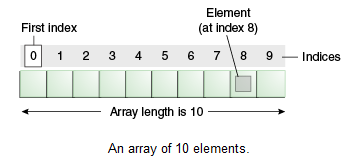 Element
First index
(at index 8)
0 1 2 3 4 5 6 7 8 9
Indices
Array length is 10
An array of 10 elements.